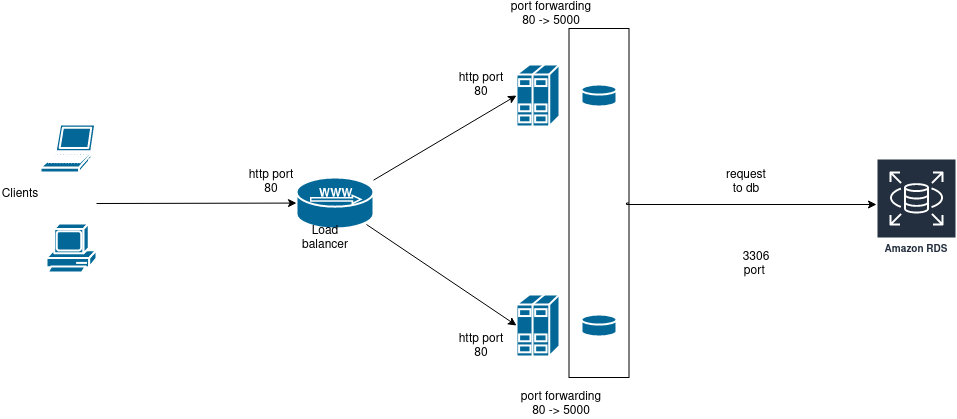 port forwarding
80 -> 5000
http port
80
http port
80
WWW
Load
balancer
Clients
request
to db
Amazon RDS
3306
port
http port
80
port forwarding
80 -> 5000